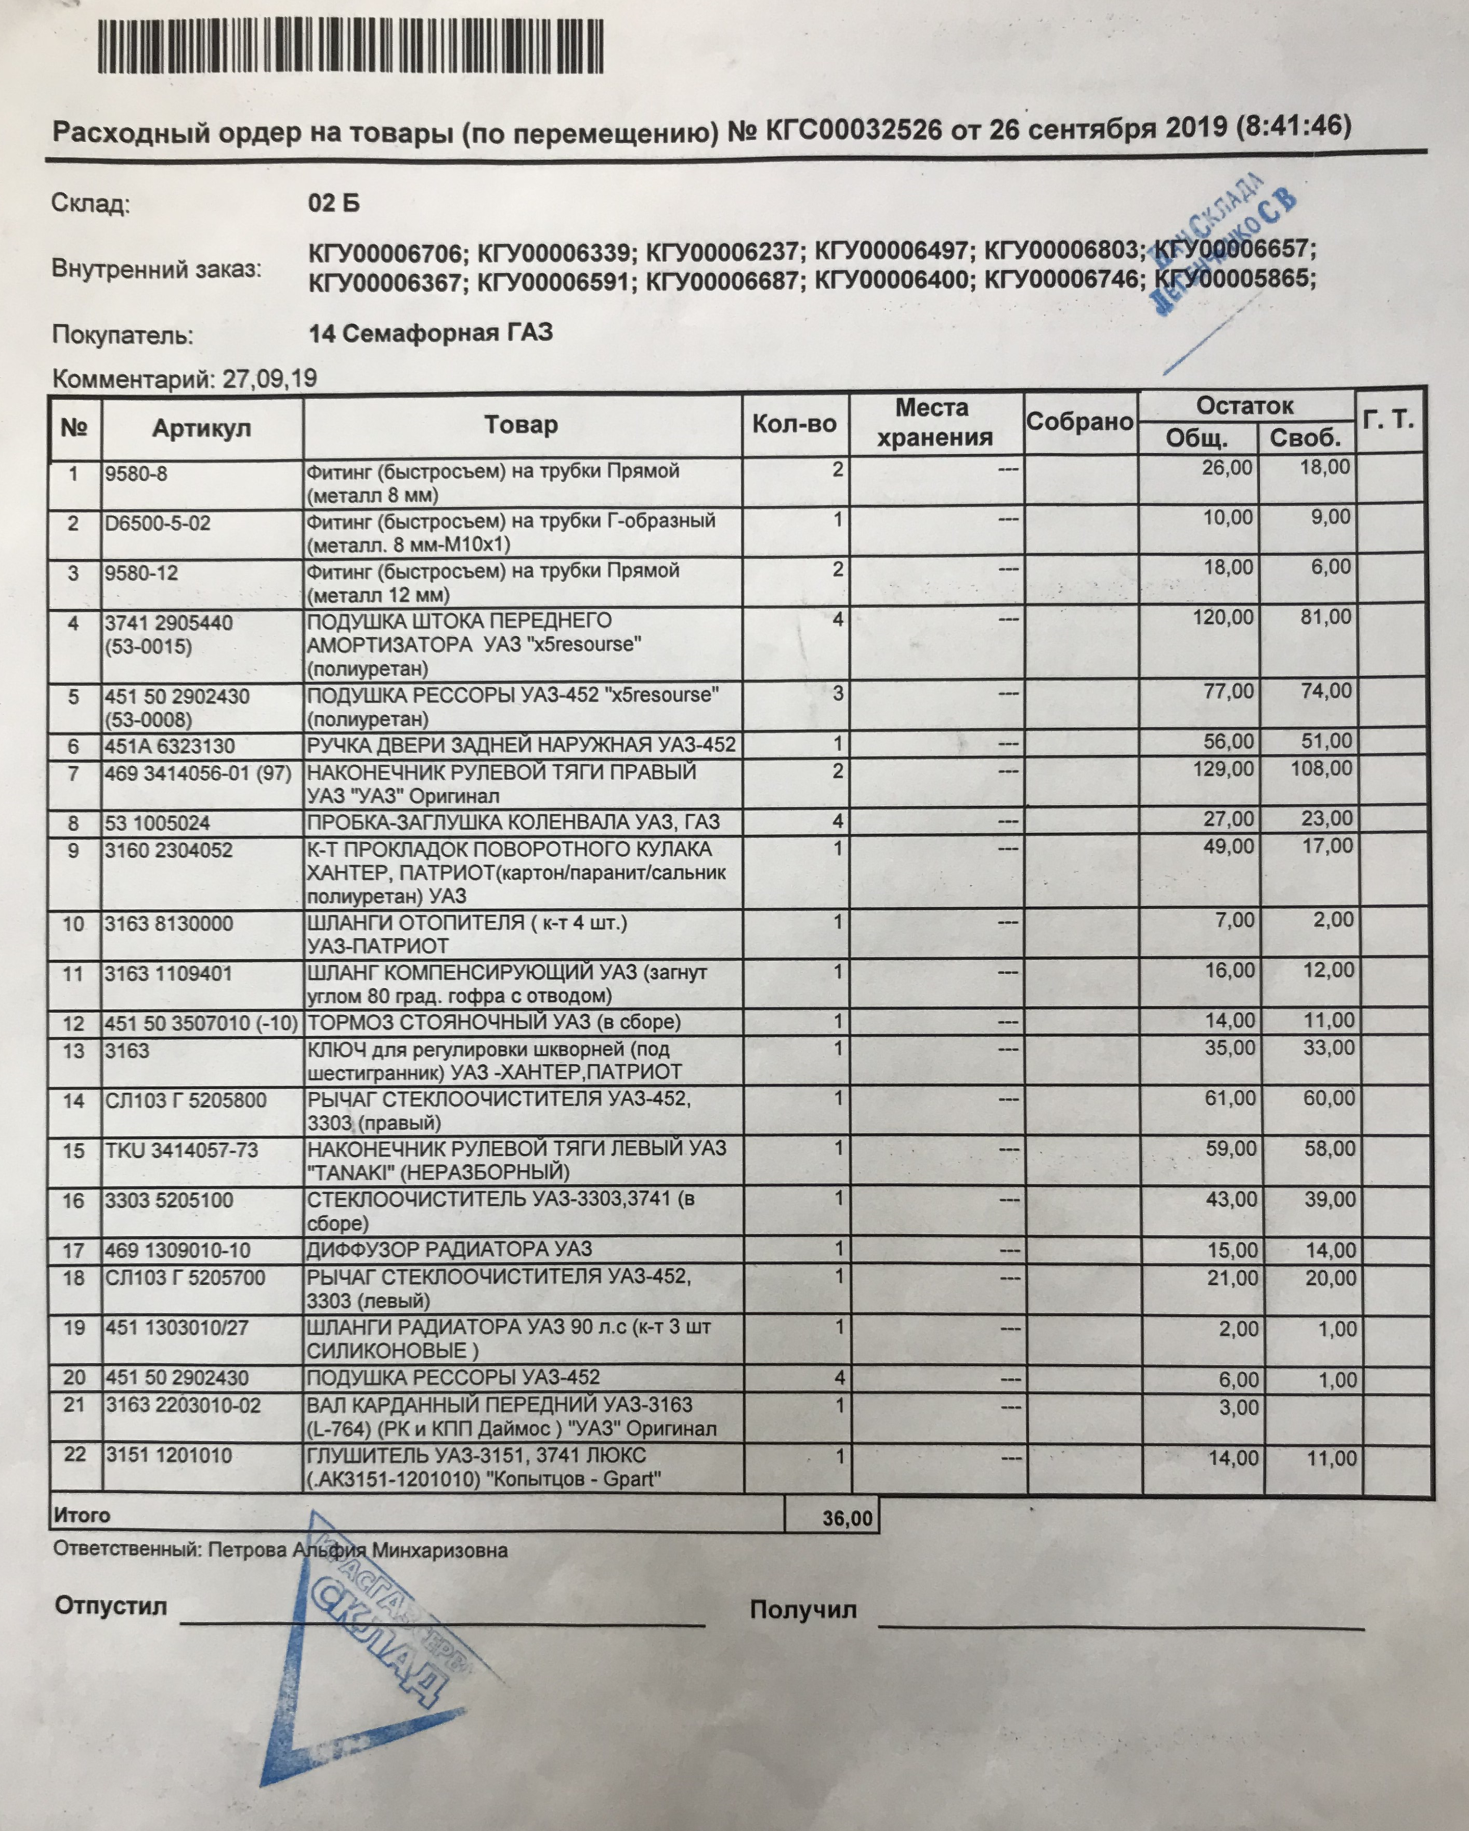 Расходный ордер на товары (по перемещению) № КГС00032526 от 26 сентября 2019 (8:41:46)
Склад: 02 Б
Нач Склада
Легенчико С В
Внутренний заказ: КГУ00006706; КГУ00006339; КГУ00006237; КГУ00006497; КГУ00006803; КГУ00006657;
КГУ00006367; КГУ00006591; КГУ00006687; КГУ00006400; КГУ00006746; КГУ00005865;
Покупатель: 14 Семафорная ГАЗ
Комментарий: 27,09,19
№ Артикул Товар Кол-во Места хранения Собрано Остаток Г. Т.
Общ. Своб.
1 9580-8 Фитинг (быстросъем) на трубки Прямой 2 --- 26,00 18,00
(металл 8 мм)
2 D6500-5-02 Фитинг (быстросъем) на трубки Г-образный 1 --- 10,00 9,00
(металл. 8 мм-М10х1)
3 9580-12 Фитинг (быстросъем) на трубки Прямой 2 --- 18,00 6,00
(металл 12 мм)
4 3741 2905440 ПОДУШКА ШТОКА ПЕРЕДНЕГО 4 --- 120,00 81,00
(53-0015) АМОРТИЗАТОРА УАЗ "x5resourse"
(полиуретан)
5 451 50 2902430 ПОДУШКА РЕССОРЫ УАЗ-452 "x5resourse" 3 --- 77,00 74,00
(53-0008) (полиуретан)
6 451А 6323130 РУЧКА ДВЕРИ ЗАДНЕЙ НАРУЖНАЯ УАЗ-452 1 --- 56,00 51,00
7 469 3414056-01 (97) НАКОНЕЧНИК РУЛЕВОЙ ТЯГИ ПРАВЫЙ 2 --- 129,00 108,00
УАЗ "УАЗ" Оригинал
8 53 1005024 ПРОБКА-ЗАГЛУШКА КОЛЕНВАЛА УАЗ, ГАЗ 4 --- 27,00 23,00
9 3160 2304052 К-Т ПРОКЛАДОК ПОВОРОТНОГО КУЛАКА 1 --- 49,00 17,00
ХАНТЕР, ПАТРИОТ(картон/паранит/сальник
полиуретан) УАЗ
10 3163 8130000 ШЛАНГИ ОТОПИТЕЛЯ ( к-т 4 шт.) 1 --- 7,00 2,00
УАЗ-ПАТРИОТ
11 3163 1109401 ШЛАНГ КОМПЕНСИРУЮЩИЙ УАЗ (загнут 1 --- 16,00 12,00
углом 80 град. гофра с отводом)
12 451 50 3507010 (-10) ТОРМОЗ СТОЯНОЧНЫЙ УАЗ (в сборе) 1 --- 14,00 11,00
13 3163 КЛЮЧ для регулировки шкворней (под 1 --- 35,00 33,00
шестигранник) УАЗ -ХАНТЕР,ПАТРИОТ
14 СЛ103 Г 5205800 РЫЧАГ СТЕКЛООЧИСТИТЕЛЯ УАЗ-452, 1 --- 61,00 60,00
3303 (правый)
15 TKU 3414057-73 НАКОНЕЧНИК РУЛЕВОЙ ТЯГИ ЛЕВЫЙ УАЗ 1 --- 59,00 58,00
"TANAKI" (НЕРАЗБОРНЫЙ)
16 3303 5205100 СТЕКЛООЧИСТИТЕЛЬ УАЗ-3303,3741 (в 1 --- 43,00 39,00
сборе)
17 469 1309010-10 ДИФФУЗОР РАДИАТОРА УАЗ 1 --- 15,00 14,00
18 СЛ103 Г 5205700 РЫЧАГ СТЕКЛООЧИСТИТЕЛЯ УАЗ-452, 1 --- 21,00 20,00
3303 (левый)
19 451 1303010/27 ШЛАНГИ РАДИАТОРА УАЗ 90 л.с (к-т 3 шт 1 --- 2,00 1,00
СИЛИКОНОВЫЕ )
20 451 50 2902430 ПОДУШКА РЕССОРЫ УАЗ-452 4 --- 6,00 1,00
21 3163 2203010-02 ВАЛ КАРДАННЫЙ ПЕРЕДНИЙ УАЗ-3163 1 --- 3,00
(L-764) (РК и КПП Даймос ) "УАЗ" Оригинал
22 3151 1201010 ГЛУШИТЕЛЬ УАЗ-3151, 3741 ЛЮКС 1 --- 14,00 11,00
(.АК3151-1201010) "Копытцов - Gpart"
Итого 36,00
Ответственный: Петрова Альфия Минхаризовна
Отпустил Получил
СКЛАД